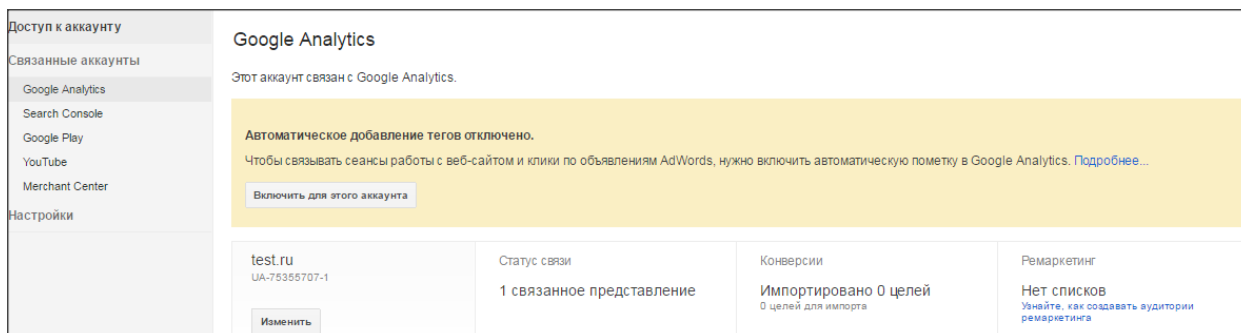 Доступ к аккаунту
Связанные аккаунты
Google Analytics
Search Console
Google Play
YouTube
Merchant Center
Настройки
Google Analytics
Этот аккаунт связан с Google Analytics.
Автоматическое добавление тегов отключено.
Чтобы связывать сеансы работы с веб-сайтом и клики по объявлениям AdWords, нужно включить автоматическую пометку в Google Analytics. Подробнее...
Включить для этого аккаунта
test.ru
UA-75355707-1
Изменить
Статус связи
1 связанное представление
Конверсии
Импортировано 0 целей
0 целей для импорта
Ремаркетинг
Нет списков
Узнайте, как создавать аудитории
ремаркетинга